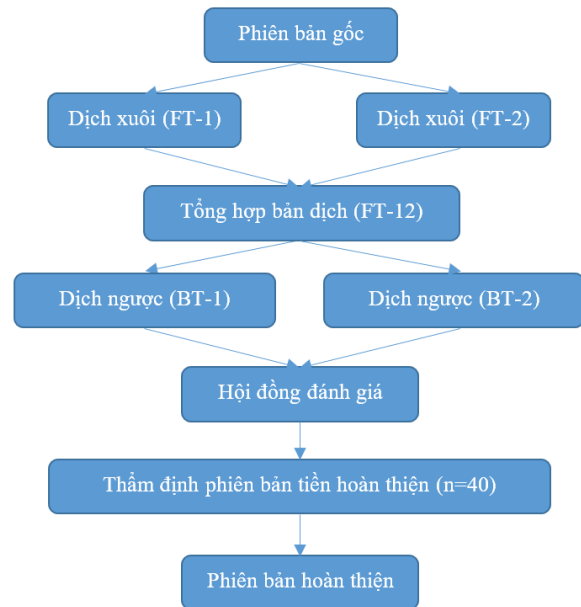 Phiên bản gốc
Dịch xuôi (FT-1)
Dịch xuôi (FT-2)
Tổng hợp bản dịch (FT-12)
Dịch ngược (BT-1)
Dịch ngược (BT-2)
Hội đồng đánh giá
Thẩm định phiên bản tiền hoàn thiện (n=40)
Phiên bản hoàn thiện